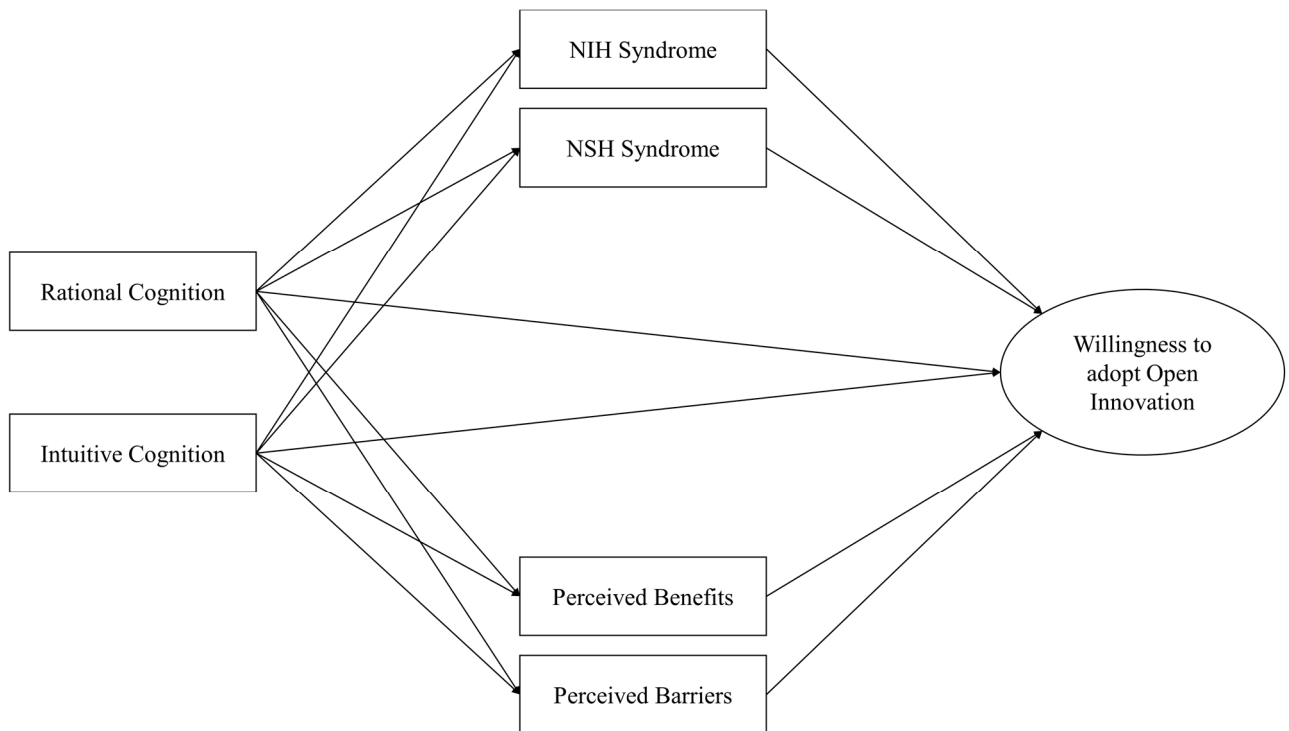 NIH Syndrome
NSH Syndrome
Rational Cognition
Intuitive Cognition
Willingness to
adopt Open
Innovation
Perceived Benefits
Perceived Barriers